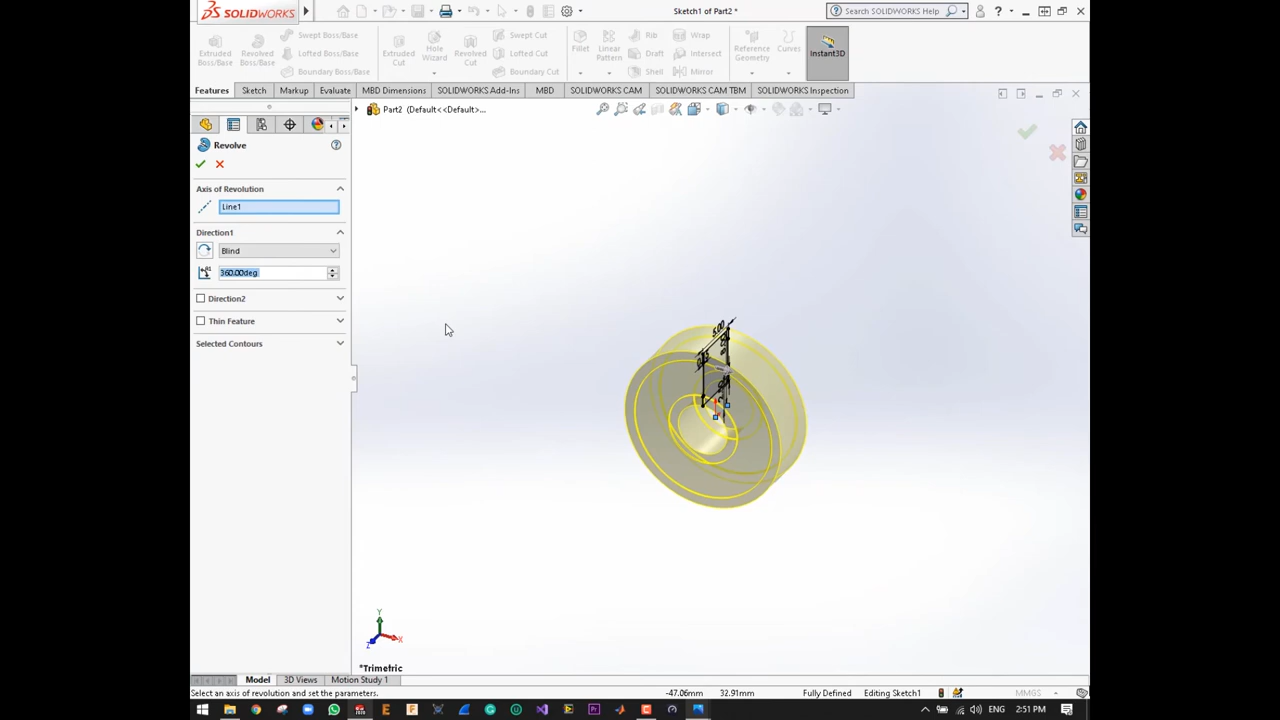 SOLIDWORKS
Sketch1 of Part2 *
Search SOLIDWORKS Help
Extruded Boss/Base
Revolved Boss/Base
Swept Boss/Base
Lofted Boss/Base
Boundary Boss/Base
Extruded Cut
Hole Wizard
Revolved Cut
Swept Cut
Lofted Cut
Boundary Cut
Fillet
Linear Pattern
Rib
Draft
Shell
Wrap
Intersect
Mirror
Reference Geometry
Curves
Instant3D
Features
Sketch
Markup
Evaluate
MBD Dimensions
SOLIDWORKS Add-Ins
MBD
SOLIDWORKS CAM
SOLIDWORKS CAM TBM
SOLIDWORKS Inspection
Part2 (Default<<Default>...
Revolve
Axis of Revolution
Line1
Direction1
Blind
360.00deg
Direction2
Thin Feature
Selected Contours
Y
X
Z
*Trimetric
Model
3D Views
Motion Study 1
Select an axis of revolution and set the parameters.
-47.06mm
32.91mm
Fully Defined
Editing Sketch1
MMGS
ENG
2:51 PM